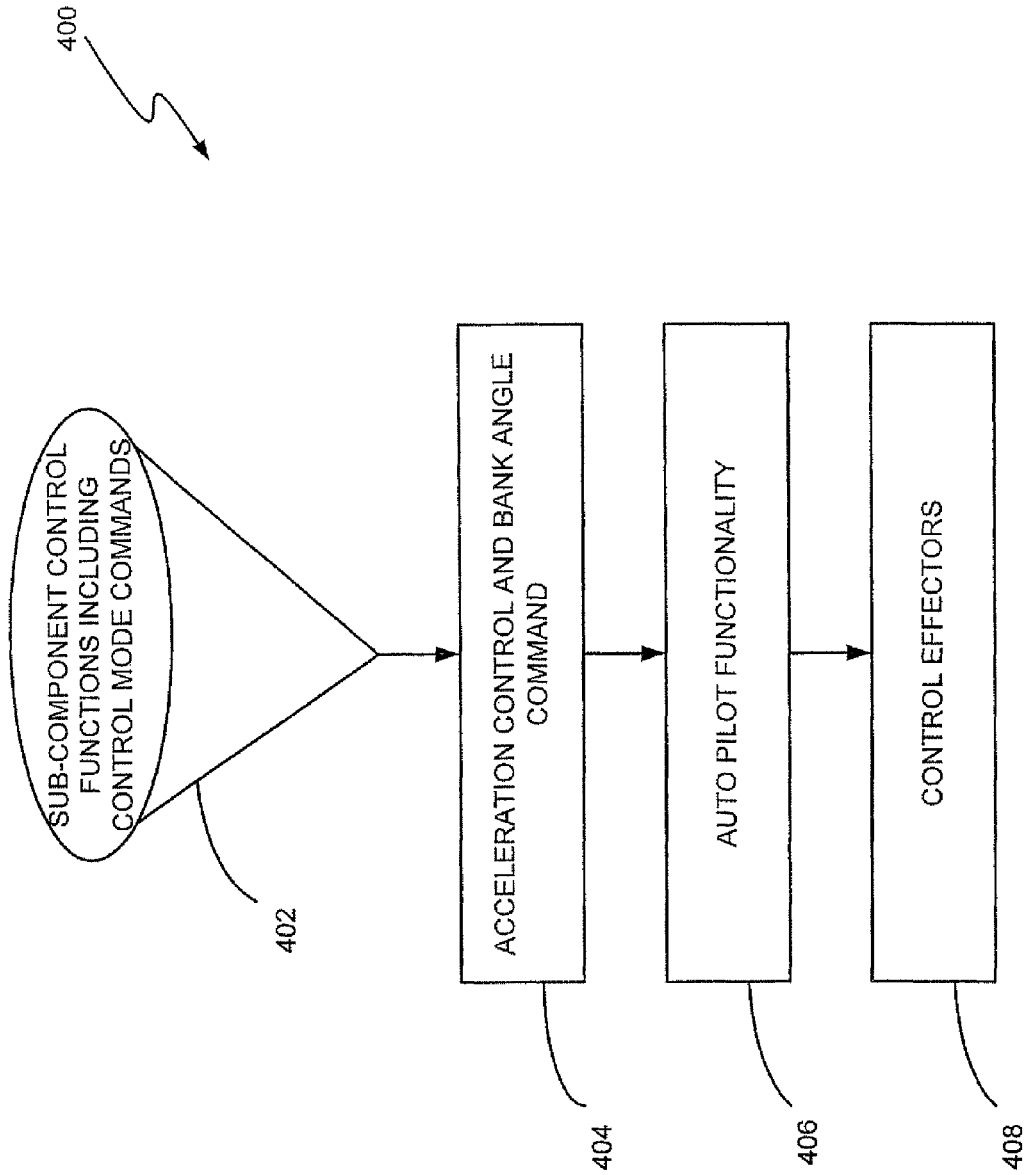 400
SUB-COMPONENT CONTROL
FUNCTIONS INCLUDING
CONTROL MODE COMMANDS
402
ACCELERATION CONTROL AND BANK ANGLE
COMMAND
404
AUTO PILOT FUNCTIONALITY
406
CONTROL EFFECTORS
408